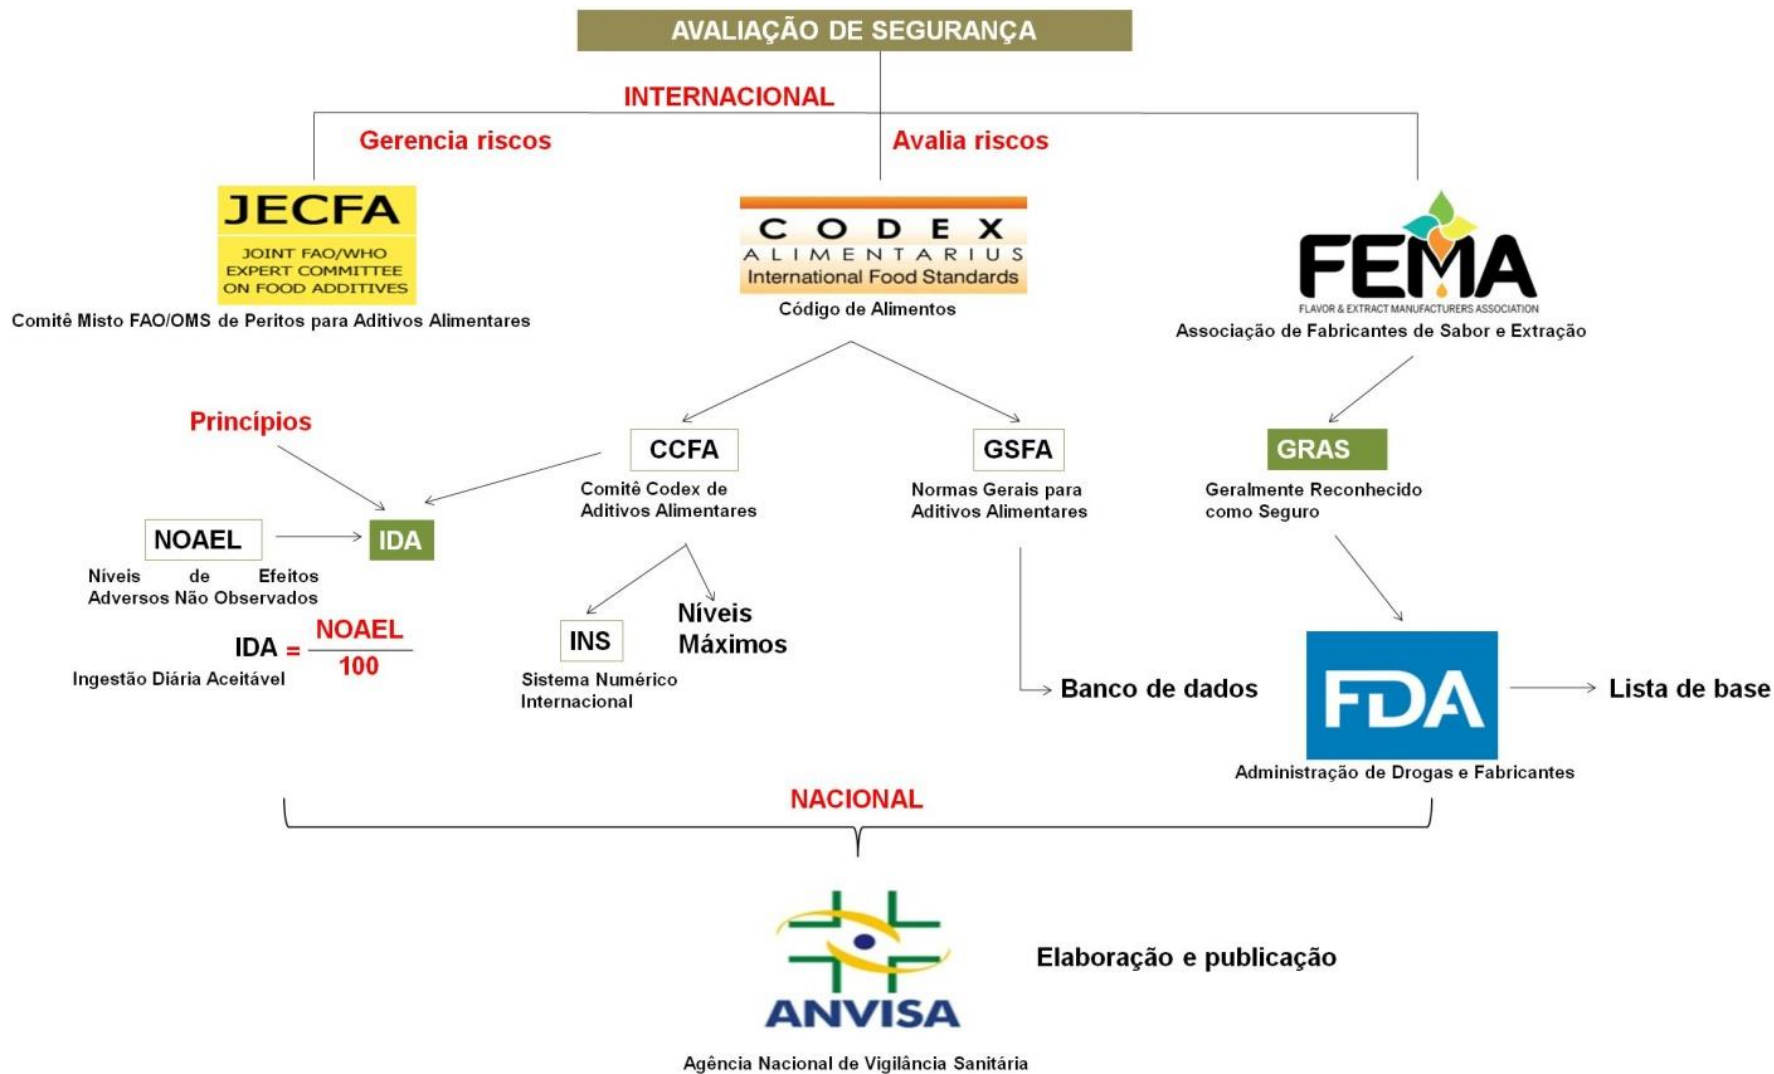 AVALIAÇÃO DE SEGURANÇA
INTERNACIONAL
Gerencia riscos
Avalia riscos
JECFA
JOINT FAO/WHO
EXPERT COMMITTEE
ON FOOD ADDITIVES
Comitê Misto FAO/OMS de Peritos para Aditivos Alimentares
CODEX
ALIMENTARIUS
International Food Standards
Código de Alimentos
FEMA
FLAVOR & EXTRACT MANUFACTURERS ASSOCIATION
Associação de Fabricantes de Sabor e Extração
Princípios
NOAEL
Níveis de Efeitos
Adversos Não Observados
IDA
IDA = NOAEL
100
Ingestão Diária Aceitável
CCFA
Comitê Codex de
Aditivos Alimentares
INS
Sistema Numérico
Internacional
Níveis
Máximos
GSFA
Normas Gerais para
Aditivos Alimentares
Banco de dados
GRAS
Geralmente Reconhecido
como Seguro
FDA
Administração de Drogas e Fabricantes
Lista de base
NACIONAL
ANVISA
Agência Nacional de Vigilância Sanitária
Elaboração e publicação